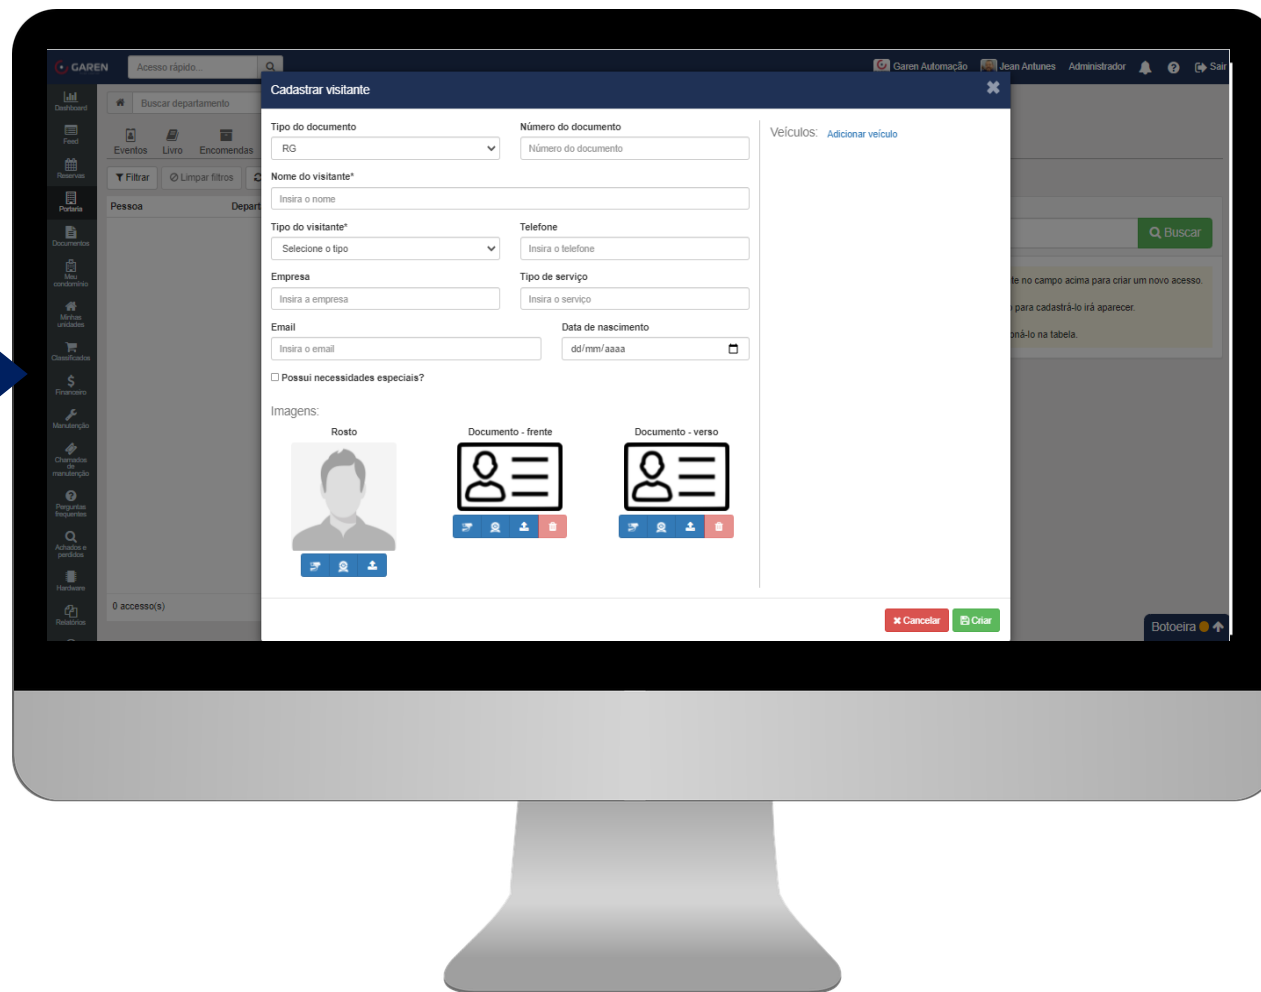 GAREN
Acesso rápido...
Garen Automação
Jean Antunes
Administrador
Sair
Dashboard
Feed
Reservas
Portaria
Documentos
Meu
condomínio
Minhas
unidades
Classificados
Financeiro
Manutenção
Chamados
de
manutenção
Perguntas
frequentes
Achados e
perdidos
Hardware
Relatórios
Buscar departamento
Eventos
Livro
Encomendas
Filtrar
Limpar filtros
Pessoa
Depart
0 accesso(s)
Cadastrar visitante
Tipo do documento
Número do documento
RG
Número do documento
Nome do visitante*
Insira o nome
Tipo do visitante*
Telefone
Selecione o tipo
Insira o telefone
Empresa
Tipo de serviço
Insira a empresa
Insira o serviço
Email
Data de nascimento
Insira o email
dd/mm/aaaa
Possui necessidades especiais?
Imagens:
Rosto
Documento - frente
Documento - verso
Veículos:
Adicionar veículo
Cancelar
Criar
Buscar
te no campo acima para criar um novo acesso.
para cadastrá-lo irá aparecer.
oná-lo na tabela.
Botoeira